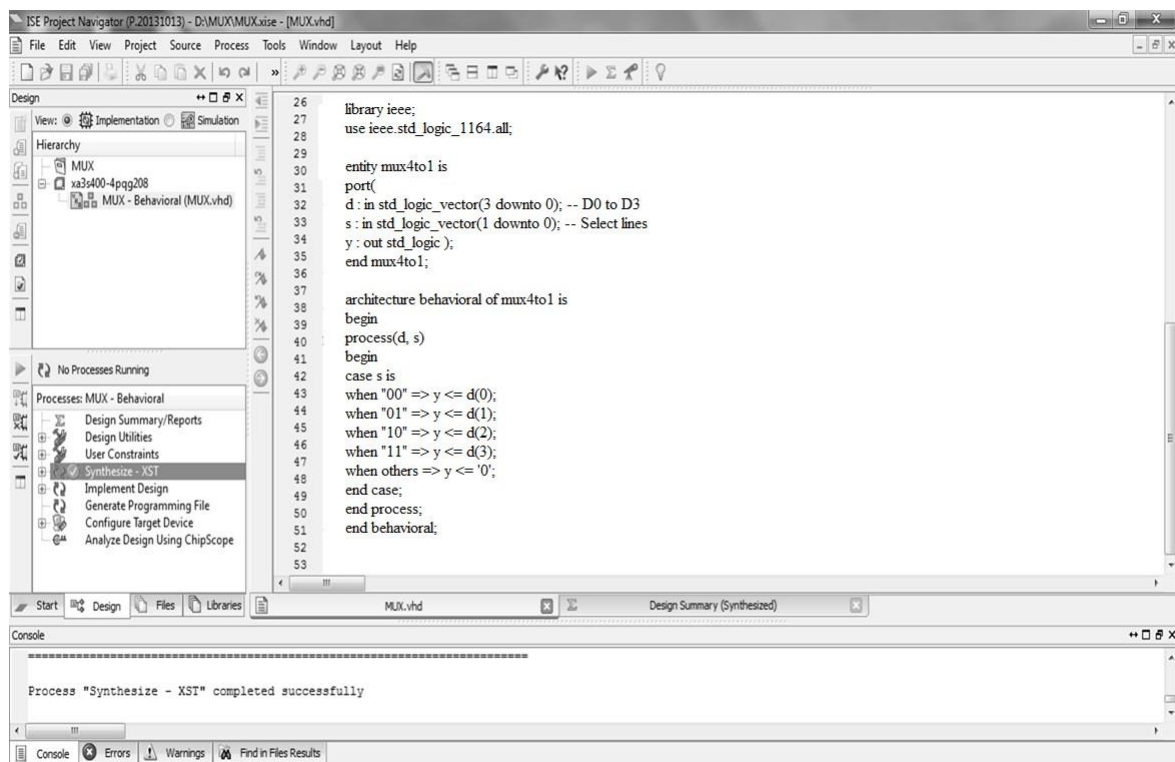 ISE Project Navigator (P.20131013) - D:\MUX\MUX.xise - [MUX.vhd]
File Edit View Project Source Process Tools Window Layout Help
Design
View: Implementation Simulation
Hierarchy
MUX
xa3s400-4pqg208
MUX - Behavioral (MUX.vhd)
No Processes Running
Processes: MUX - Behavioral
Design Summary/Reports
Design Utilities
User Constraints
Synthesize - XST
Implement Design
Generate Programming File
Configure Target Device
Analyze Design Using ChipScope
Start Design Files Libraries
26
27
28
29
30
31
32
33
34
35
36
37
38
39
40
41
42
43
44
45
46
47
48
49
50
51
52
53
library ieee;
use ieee.std_logic_1164.all;
entity mux4to1 is
port(
d : in std_logic_vector(3 downto 0); -- D0 to D3
s : in std_logic_vector(1 downto 0); -- Select lines
y : out std_logic );
end mux4to1;
architecture behavioral of mux4to1 is
begin
process(d, s)
begin
case s is
when "00" => y <= d(0);
when "01" => y <= d(1);
when "10" => y <= d(2);
when "11" => y <= d(3);
when others => y <= '0';
end case;
end process;
end behavioral;
MUX.vhd Design Summary (Synthesized)
Console
Process "Synthesize - XST" completed successfully
Console Errors Warnings Find in Files Results